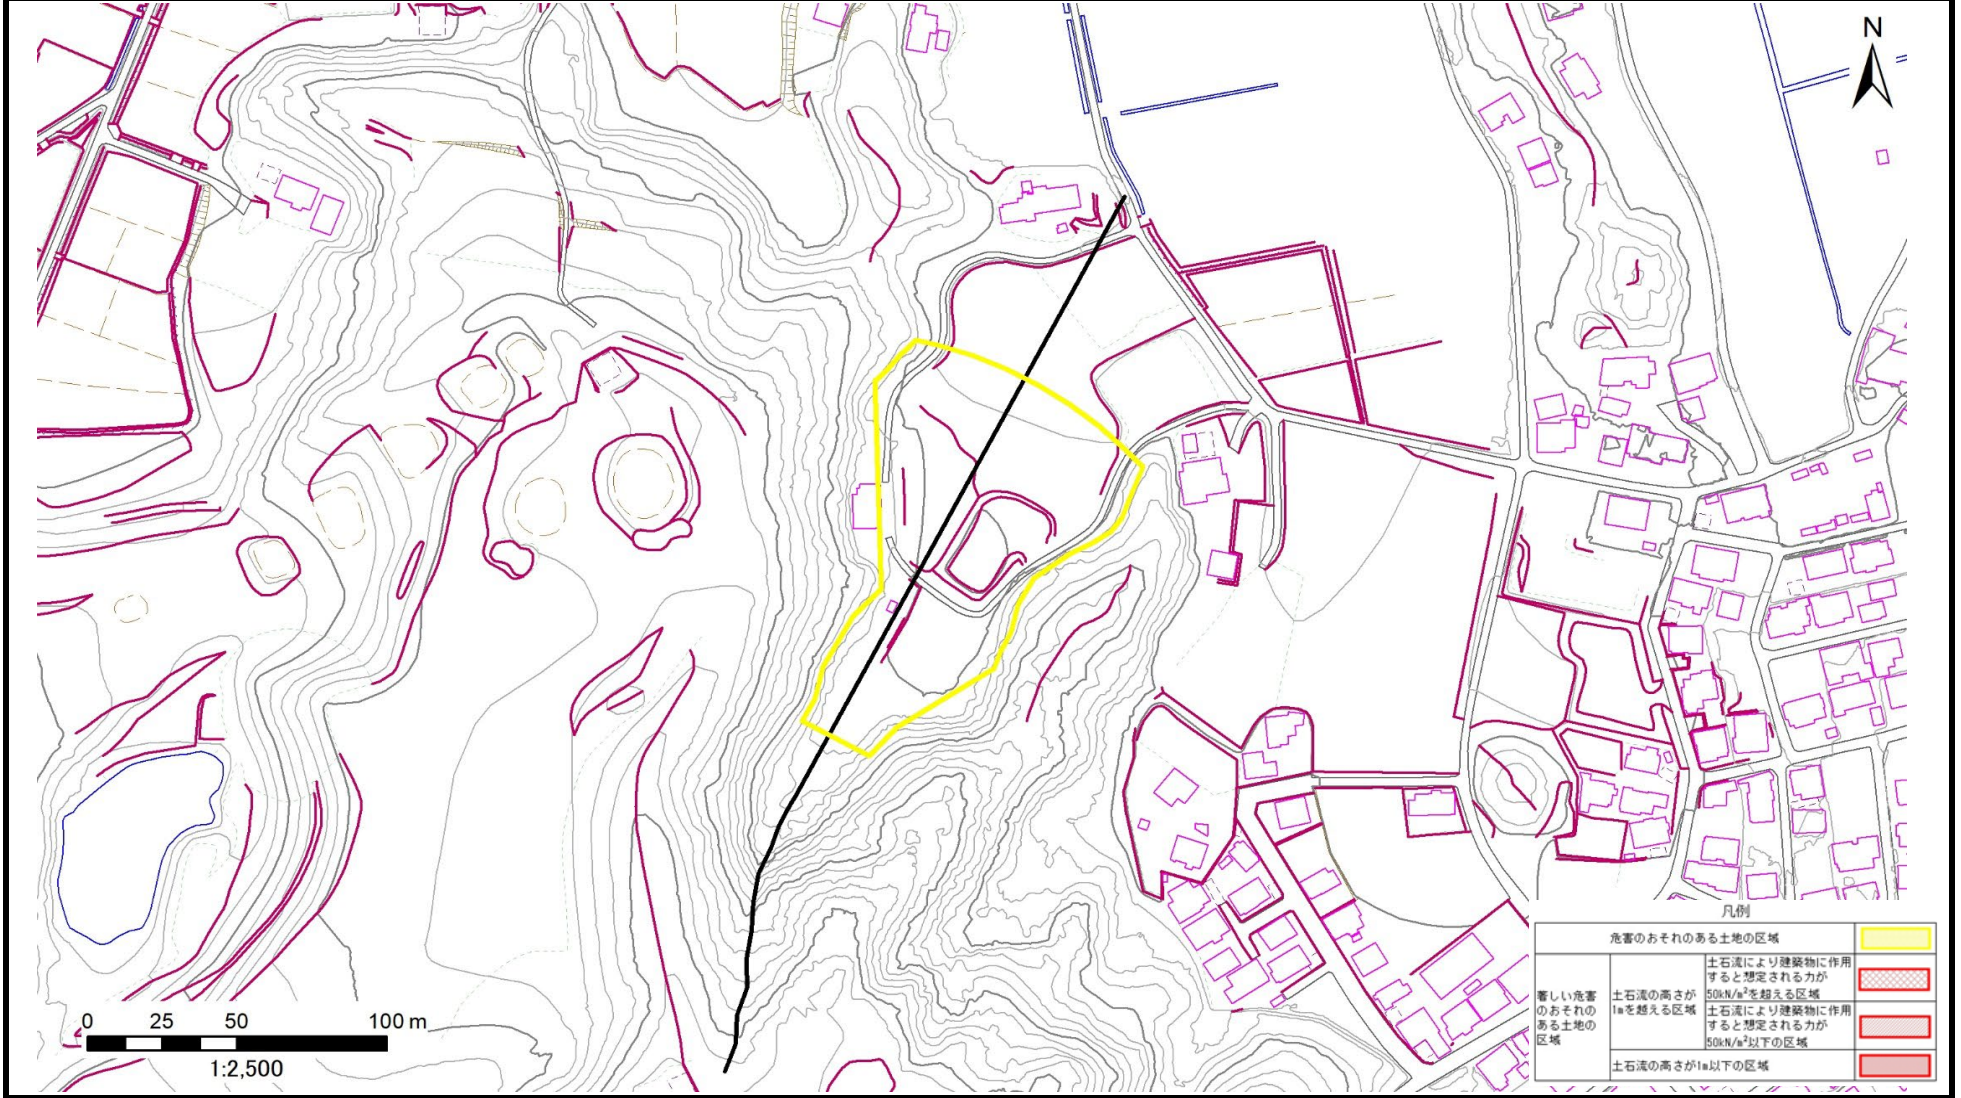 N
0 25 50 100 m
1:2,500
凡例
危害のおそれのある土地の区域
著しい危害
のおそれの
ある土地の
区域
土石流の高さが
1mを超える区域
土石流により建築物に作用
すると想定される力が
50kN/m²を超える区域
土石流により建築物に作用
すると想定される力が
50kN/m²以下の区域
土石流の高さが1m以下の区域